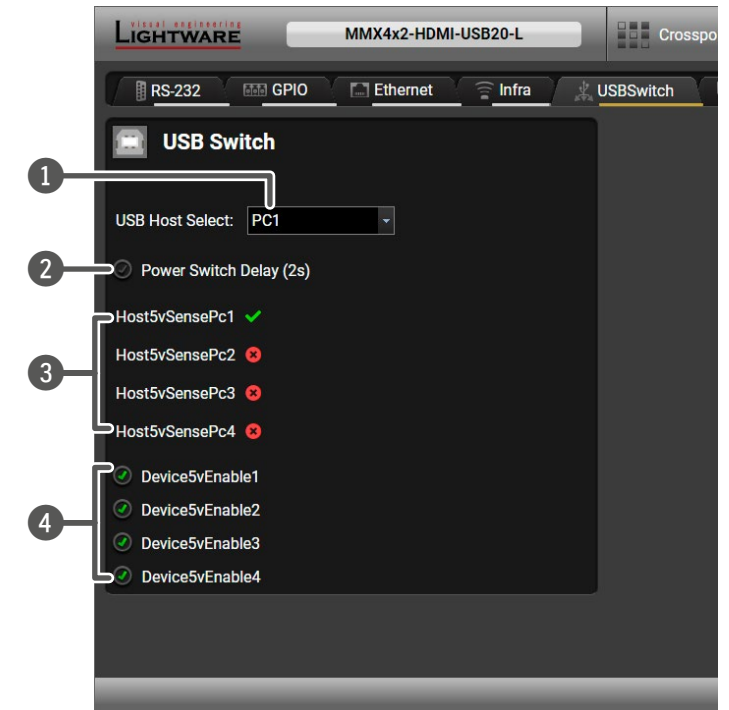 visual engineering
LIGHTWARE
MMX4x2-HDMI-USB20-L
Crosspo
RS-232
GPIO
Ethernet
Infra
USBSwitch
USB Switch
1
USB Host Select: PC1
2
Power Switch Delay (2s)
Host5vSensePc1
Host5vSensePc2
3
Host5vSensePc3
Host5vSensePc4
Device5vEnable1
Device5vEnable2
4
Device5vEnable3
Device5vEnable4